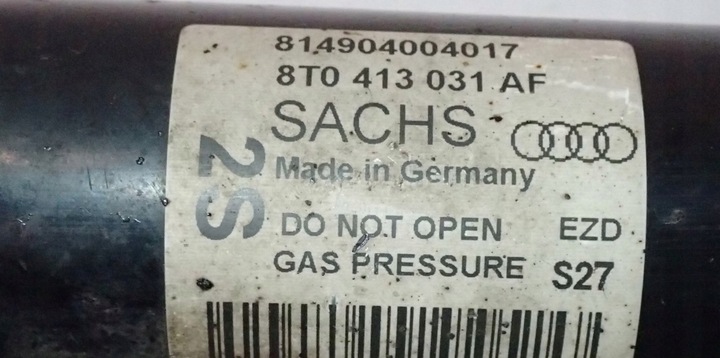 814904004017
8T0 413 031 AF
SACHS
Made in Germany
2S
DO NOT OPEN EZD
GAS PRESSURE S27